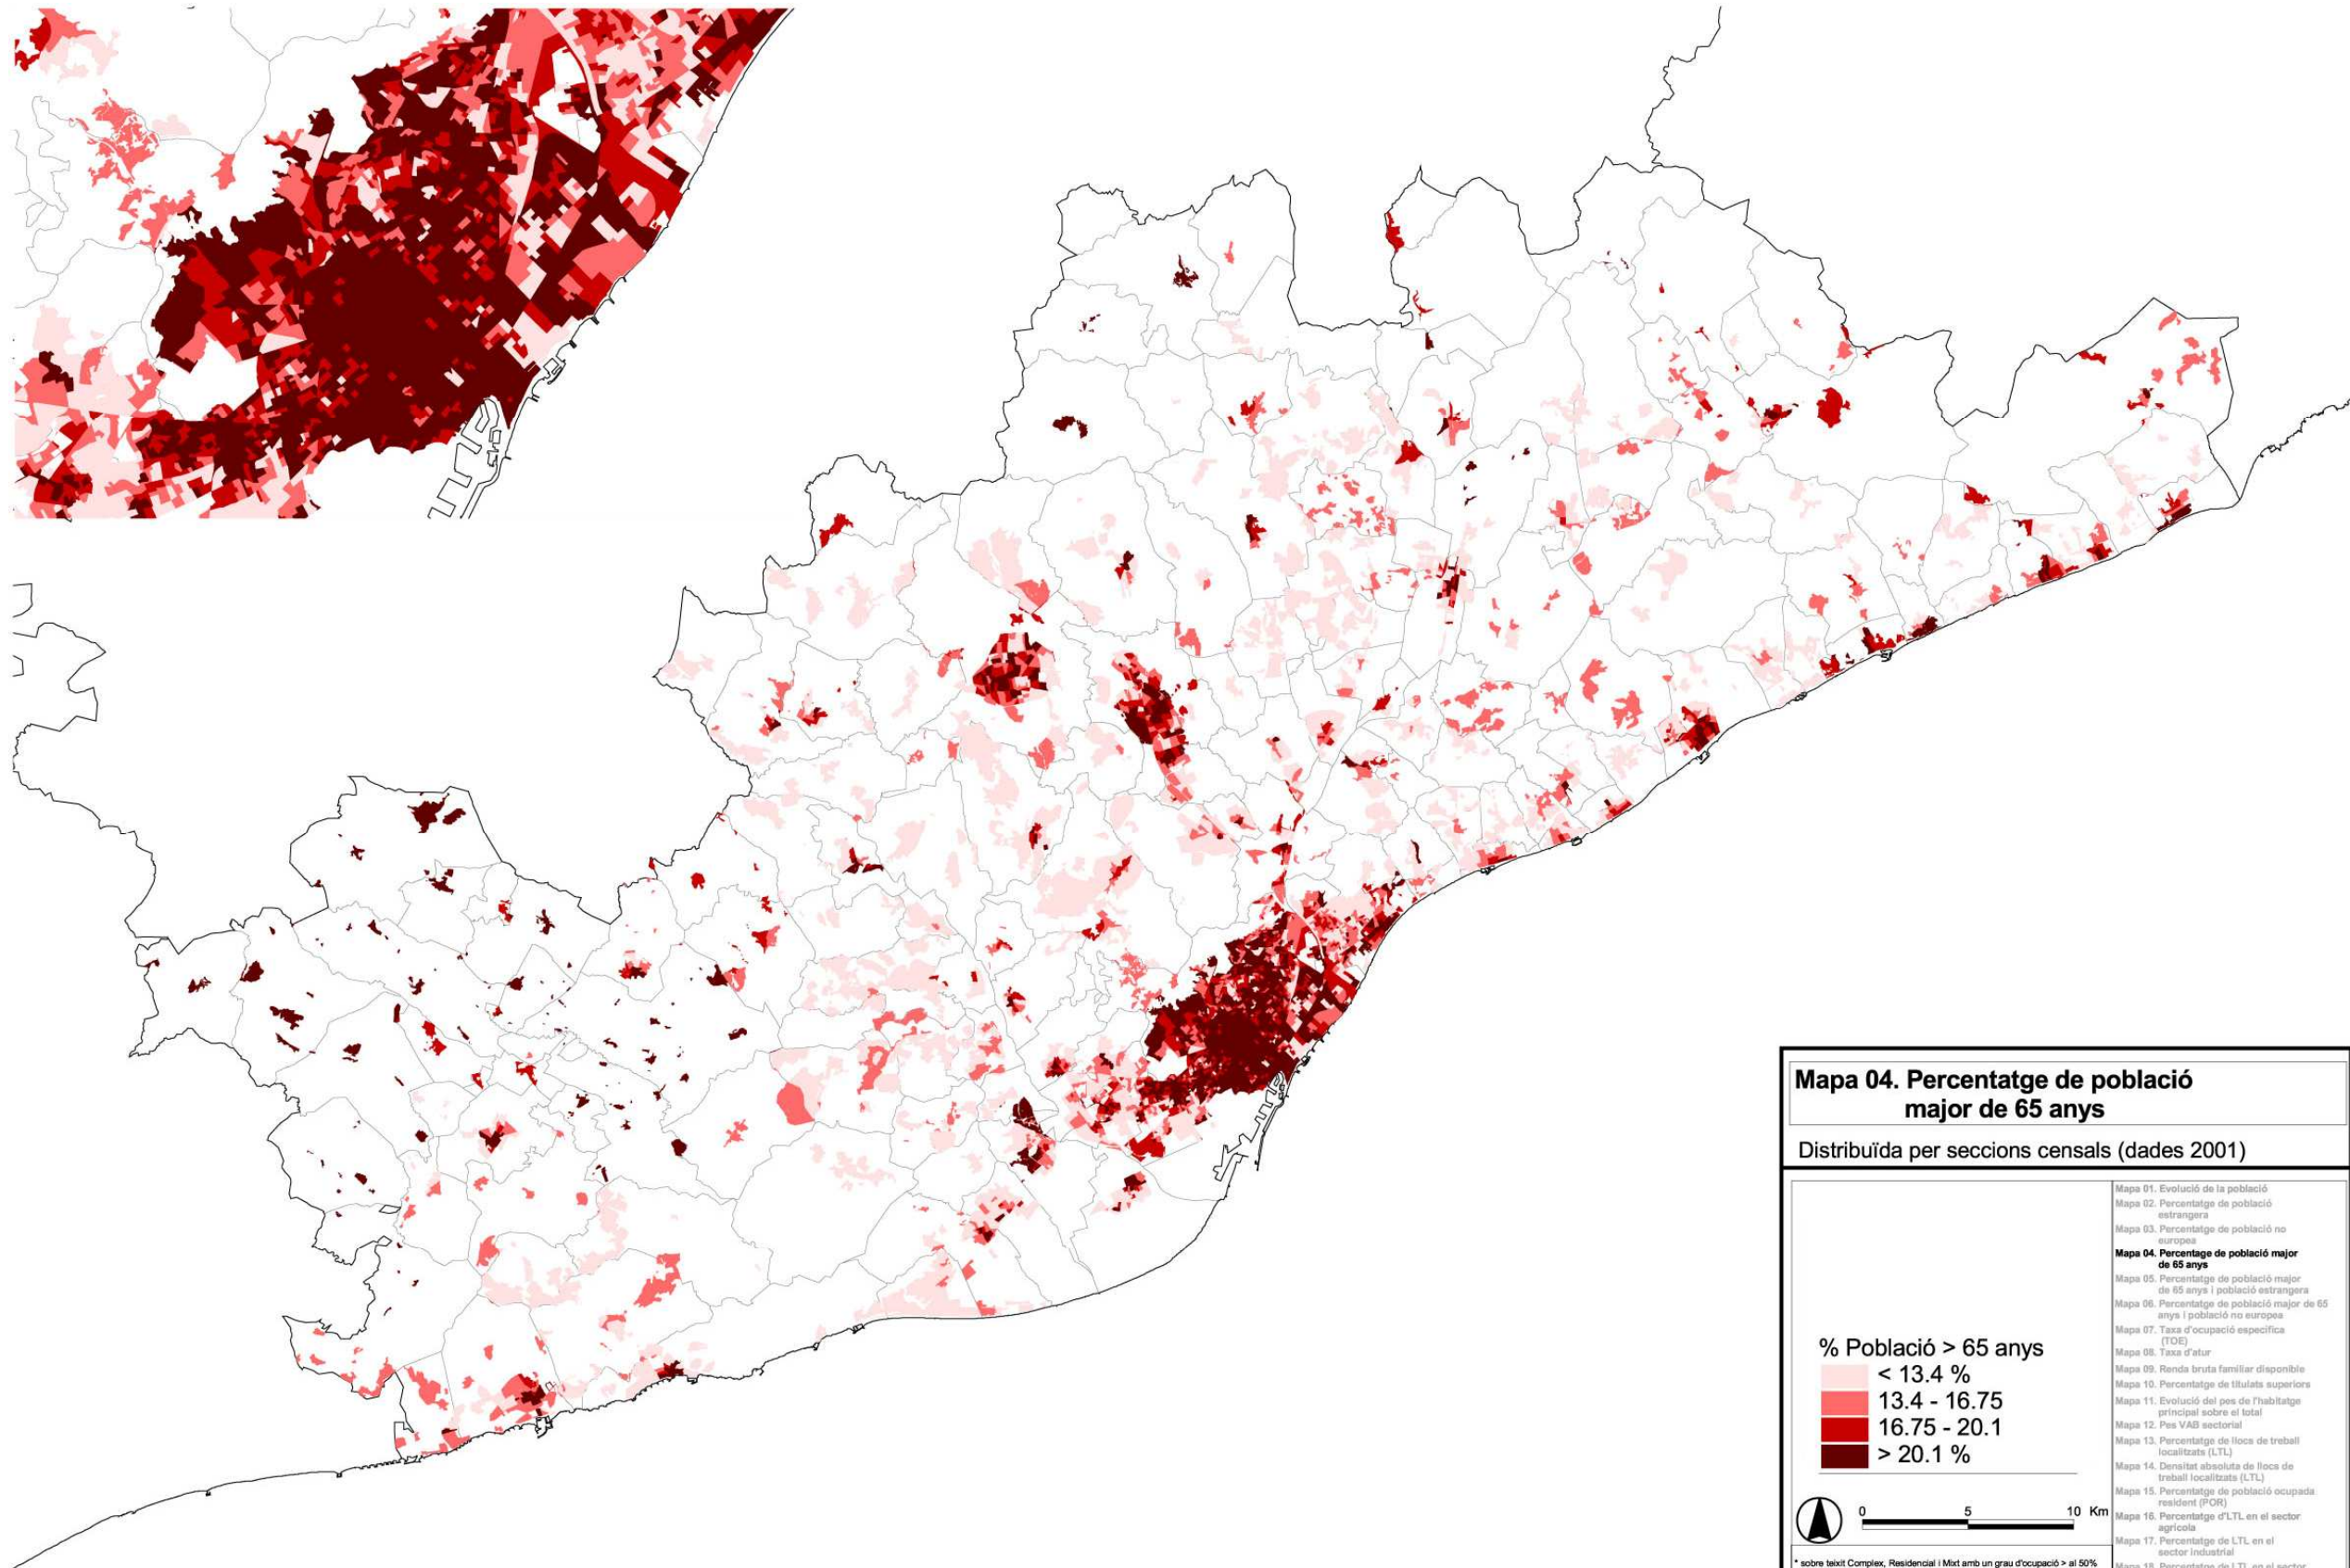 Mapa 04. Percentatge de població
major de 65 anys
Distribuïda per seccions censals (dades 2001)
% Població > 65 anys
< 13.4 %
13.4 - 16.75
16.75 - 20.1
> 20.1 %
0 5 10 Km
* sobre teixit Complex, Residencial i Mixt amb un grau d'ocupació > al 50%
Mapa 01. Evolució de la població
Mapa 02. Percentatge de població
estrangera
Mapa 03. Percentatge de població no
europea
Mapa 04. Percentage de població major
de 65 anys
Mapa 05. Percentatge de població major
de 65 anys i població estrangera
Mapa 06. Percentatge de població major de 65
anys i població no europea
Mapa 07. Taxa d'ocupació específica
(TOE)
Mapa 08. Taxa d'atur
Mapa 09. Renda bruta familiar disponible
Mapa 10. Percentatge de titulats superiors
Mapa 11. Evolució del pes de l'habitatge
principal sobre el total
Mapa 12. Pes VAB sectorial
Mapa 13. Percentatge de llocs de treball
localitzats (LTL)
Mapa 14. Densitat absoluta de llocs de
treball localitzats (LTL)
Mapa 15. Percentatge de població ocupada
resident (POR)
Mapa 16. Percentatge d'LTL en el sector
agrícola
Mapa 17. Percentatge de LTL en el
sector industrial
Mapa 18. Percentatge de LTL en el sector